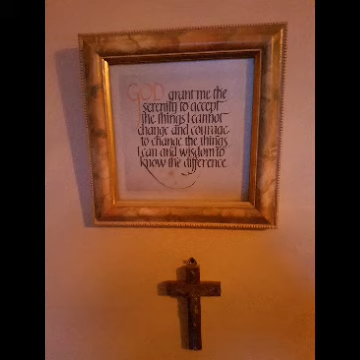 GOD grant me the
serenity to accept
the things I cannot
change and courage
to change the things
I can and wisdom to
know the difference